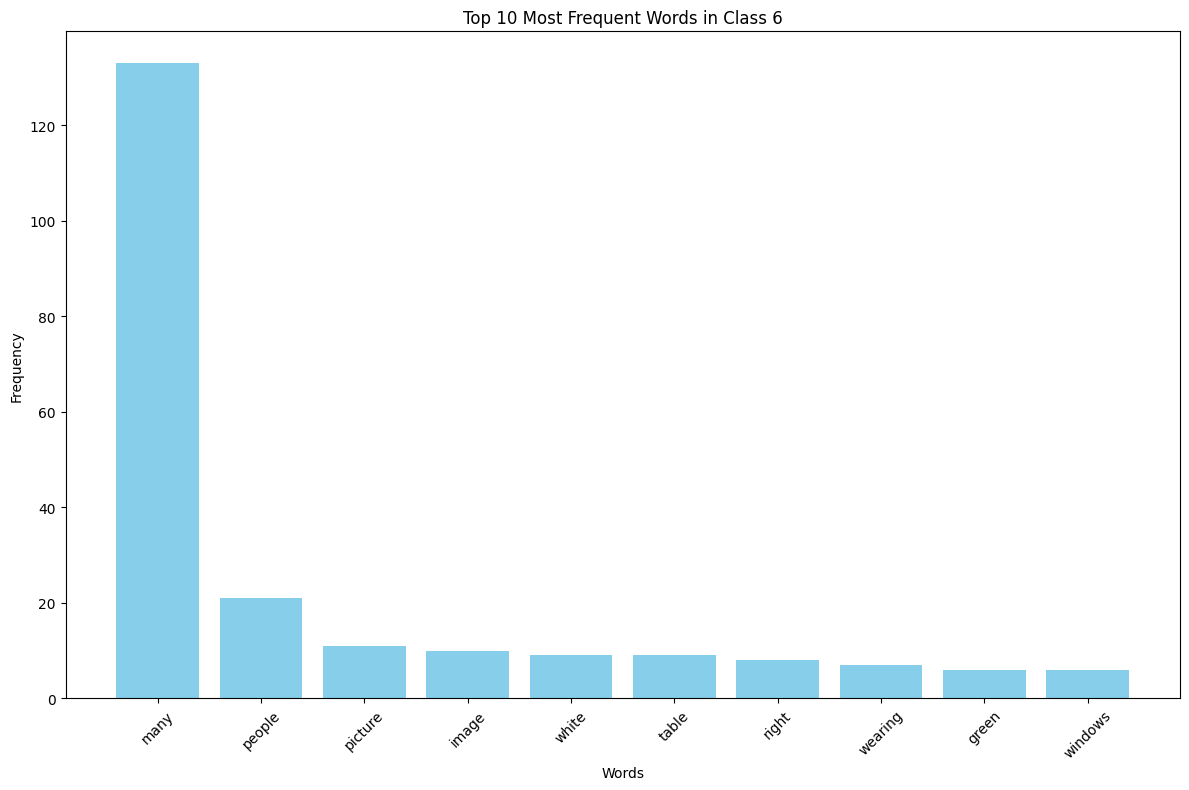 Top 10 Most Frequent Words in Class 6
Frequency
120
100
80
60
40
20
0
many people picture image white table right wearing green windows
Words